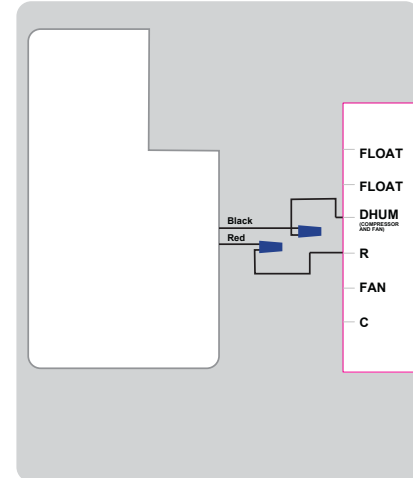 FLOAT
FLOAT
DHUM
(COMPRESSOR
AND FAN)
Black
Red
R
FAN
C